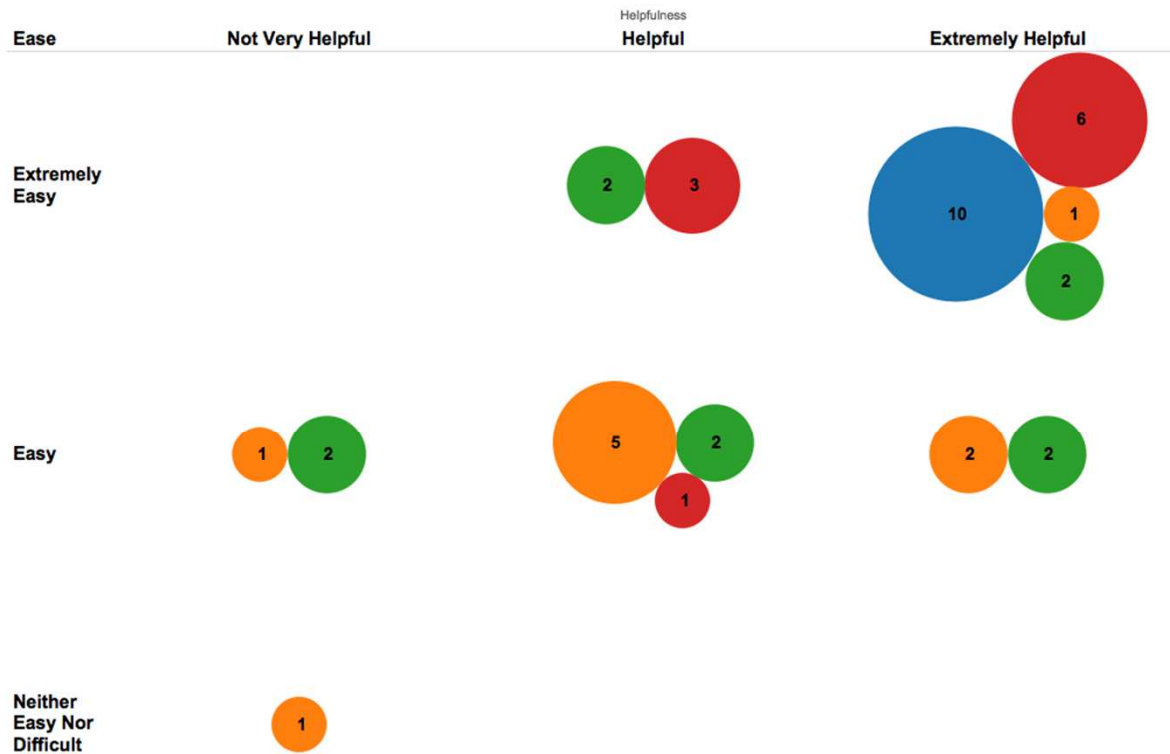 Helpfulness
Ease Not Very Helpful Helpful Extremely Helpful
6
Extremely
Easy
2 3 10 1
2
Easy
1 2 5 2 2 2
1
Neither
Easy Nor
Difficult
1